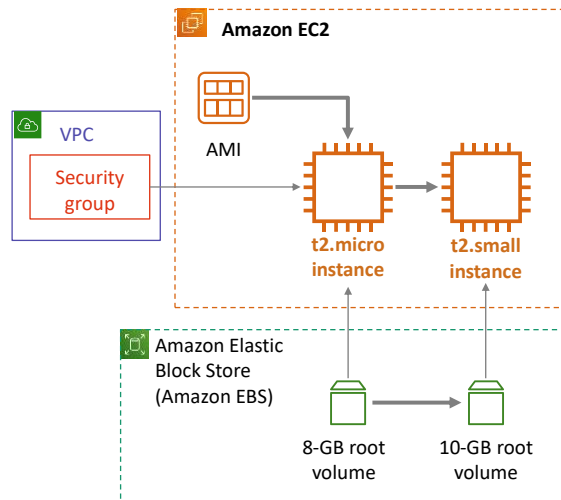 Amazon EC2
AMI
VPC
Security
group
t2.micro
instance
t2.small
instance
Amazon Elastic
Block Store
(Amazon EBS)
8-GB root
volume
10-GB root
volume